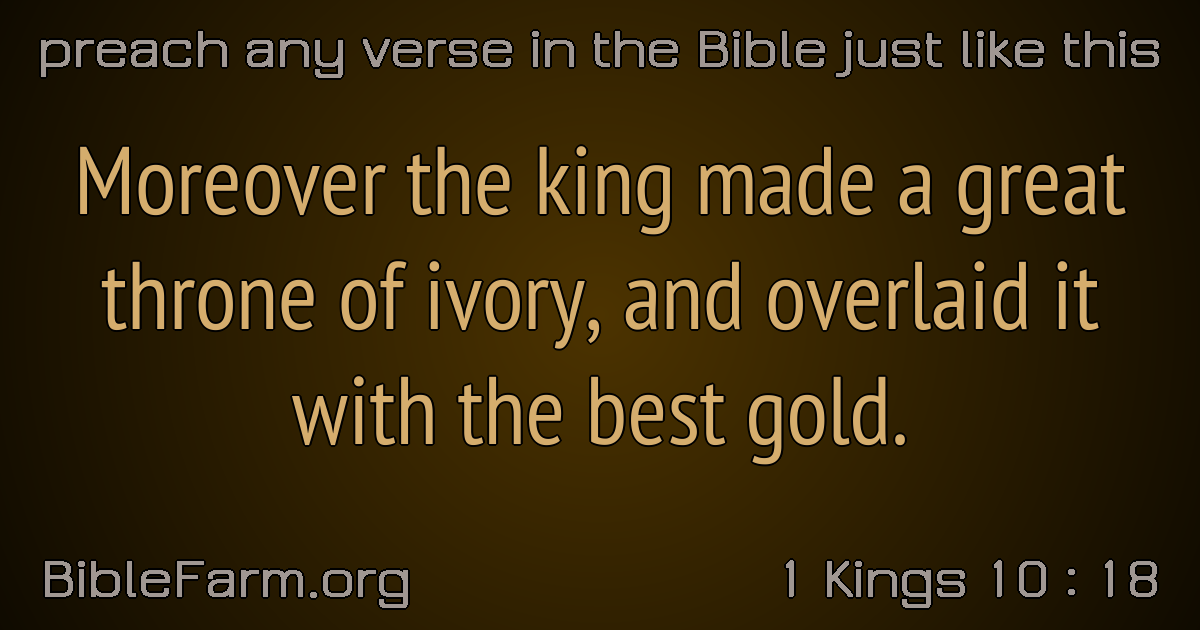 preach any verse in the Bible just like this
Moreover the king made a great
throne of ivory, and overlaid it
with the best gold.
BibleFarm.org
1 Kings 10 : 18